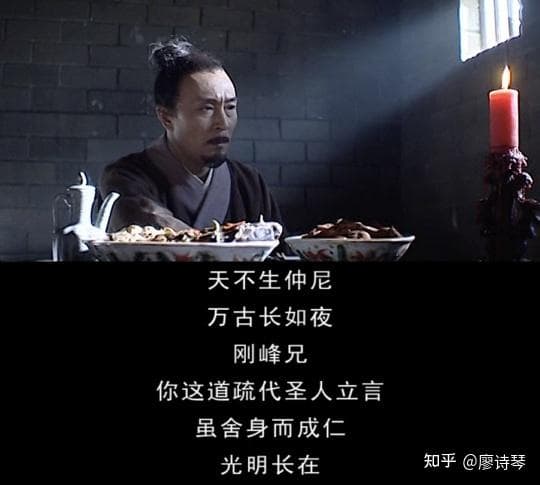 天不生仲尼
万古长如夜
刚峰兄
你这道疏代圣人立言
虽舍身而成仁
光明长在
知乎 @廖诗琴